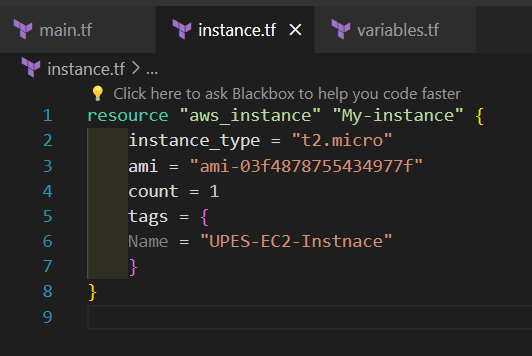 main.tf instance.tf × variables.tf
instance.tf > ...
Click here to ask Blackbox to help you code faster
1 resource "aws_instance" "My-instance" {
2 instance_type = "t2.micro"
3 ami = "ami-03f4878755434977f"
4 count = 1
5 tags = {
6 Name = "UPES-EC2-Instnace"
7 }
8 }
9